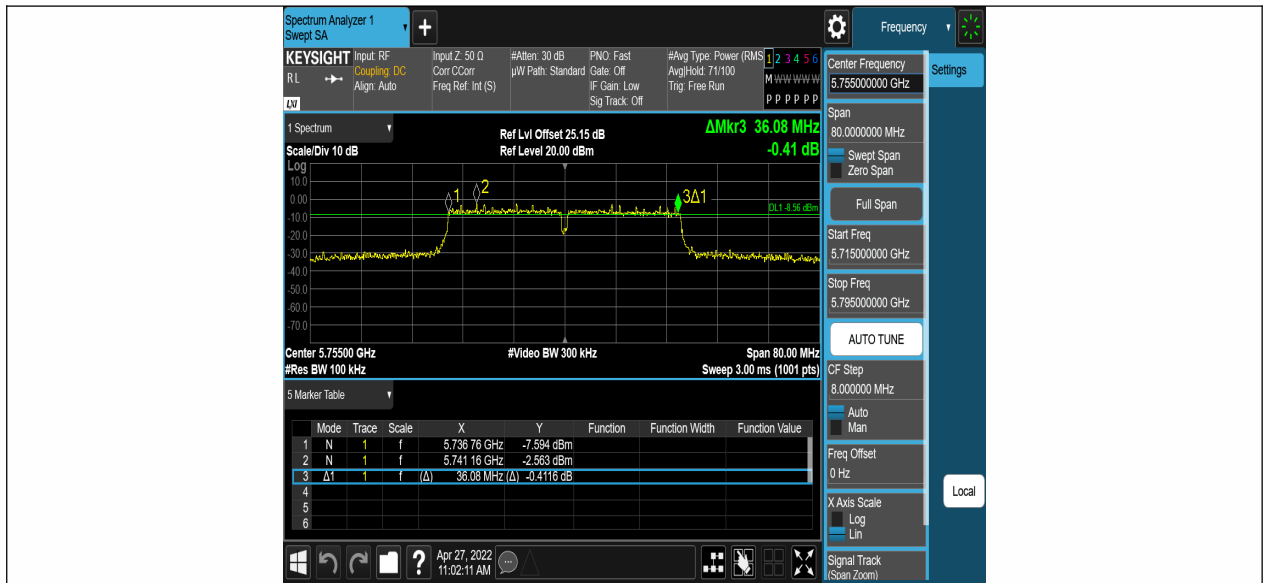 Spectrum Analyzer 1
Swept SA
+
Frequency
KEYSIGHT
RL
LXI
Input: RF
Coupling: DC
Align: Auto
Input Z: 50 Ω
Corr CCorr
Freq Ref: Int (S)
#Atten: 30 dB
µW Path: Standard
PNO: Fast
Gate: Off
IF Gain: Low
Sig Track: Off
#Avg Type: Power (RMS
Avg|Hold: 71/100
Trig: Free Run
1 2 3 4 5 6
M W W W W W
P P P P P P
1 Spectrum
Scale/Div 10 dB
Ref Lvl Offset 25.15 dB
Ref Level 20.00 dBm
ΔMkr3 36.08 MHz
-0.41 dB
Log
10.0
0.00
-10.0
-20.0
-30.0
-40.0
-50.0
-60.0
-70.0
1
2
3Δ1
DL1 -8.56 dBm
Center 5.75500 GHz
#Video BW 300 kHz
Span 80.00 MHz
#Res BW 100 kHz
Sweep 3.00 ms (1001 pts)
5 Marker Table
Mode Trace Scale X Y Function Function Width Function Value
1 N 1 f 5.736 76 GHz -7.594 dBm
2 N 1 f 5.741 16 GHz -2.563 dBm
3 Δ1 1 f (Δ) 36.08 MHz (Δ) -0.4116 dB
4
5
6
?
Apr 27, 2022
11:02:11 AM
Center Frequency
5.755000000 GHz
Span
80.0000000 MHz
Swept Span
Zero Span
Full Span
Start Freq
5.715000000 GHz
Stop Freq
5.795000000 GHz
AUTO TUNE
CF Step
8.000000 MHz
Auto
Man
Freq Offset
0 Hz
X Axis Scale
Log
Lin
Signal Track
(Span Zoom)
Settings
Local